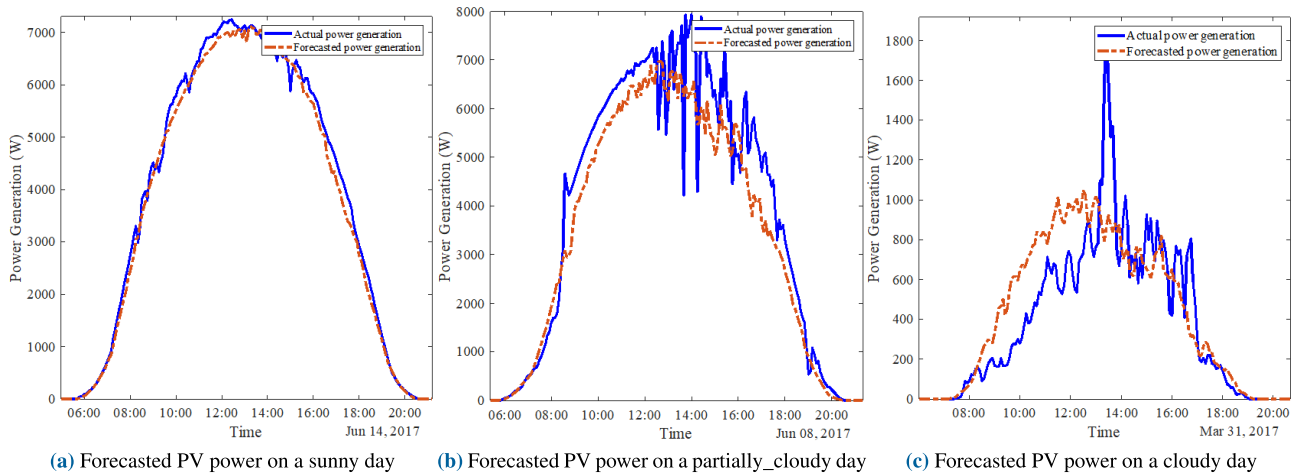 Actual power generation
Forecasted power generation
Power Generation (W)
7000
6000
5000
4000
3000
2000
1000
0
06:00 08:00 10:00 12:00 14:00 16:00 18:00 20:00
Time
Jun 14, 2017
(a) Forecasted PV power on a sunny day
Actual power generation
Forecasted power generation
Power Generation (W)
8000
7000
6000
5000
4000
3000
2000
1000
0
06:00 08:00 10:00 12:00 14:00 16:00 18:00 20:00
Time
Jun 08, 2017
(b) Forecasted PV power on a partially_cloudy day
Actual power generation
Forecasted power generation
Power Generation (W)
1800
1600
1400
1200
1000
800
600
400
200
0
08:00 10:00 12:00 14:00 16:00 18:00 20:00
Time
Mar 31, 2017
(c) Forecasted PV power on a cloudy day